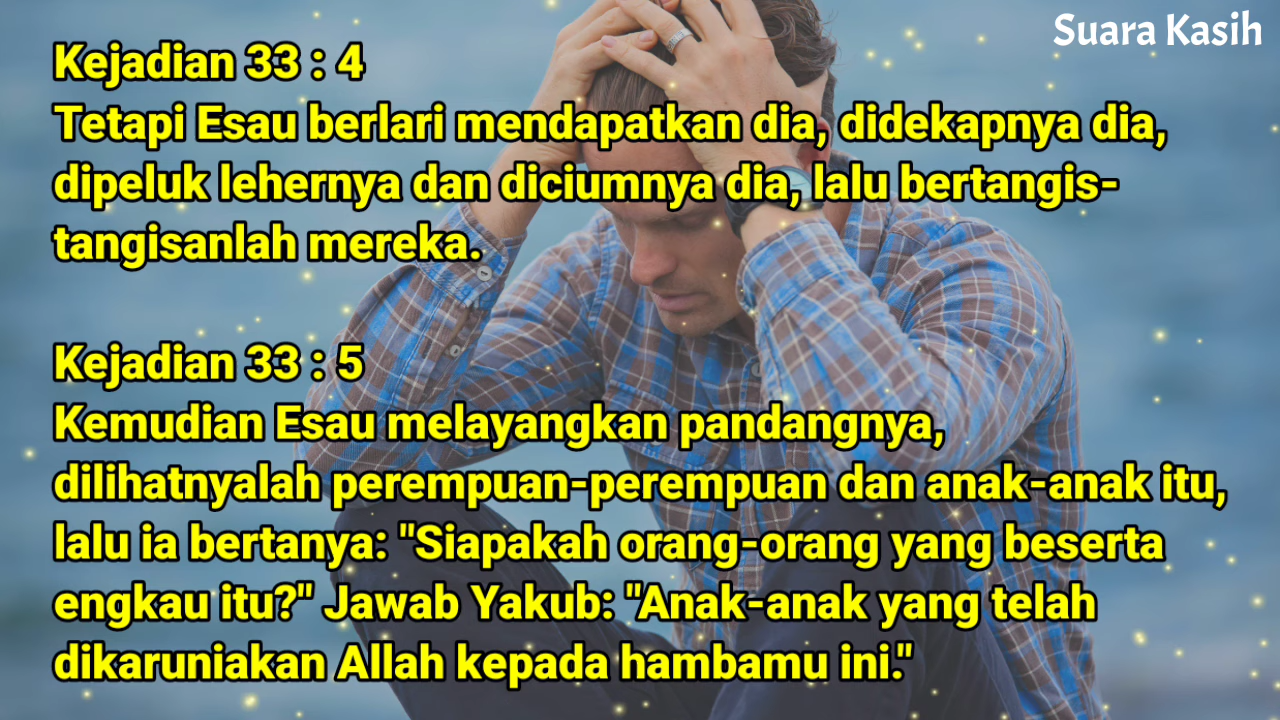 Suara Kasih
Kejadian 33 : 4
Tetapi Esau berlari mendapatkan dia, didekapnya dia,
dipeluk lehernya dan diciumnya dia, lalu bertangis-
tangisanlah mereka.
Kejadian 33 : 5
Kemudian Esau melayangkan pandangnya,
dilihatnyalah perempuan-perempuan dan anak-anak itu,
lalu ia bertanya: "Siapakah orang-orang yang beserta
engkau itu?" Jawab Yakub: "Anak-anak yang telah
dikaruniakan Allah kepada hambamu ini."